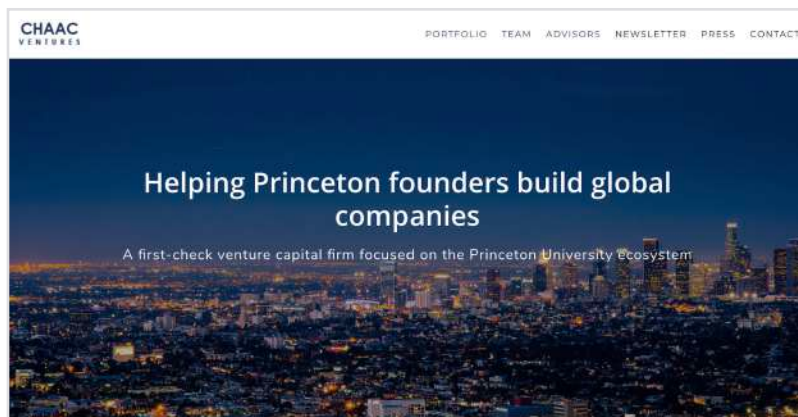 CHAAC
VENTURES
PORTFOLIO TEAM ADVISORS NEWSLETTER PRESS CONTACT
Helping Princeton founders build global
companies
A first-check venture capital firm focused on the Princeton University ecosystem